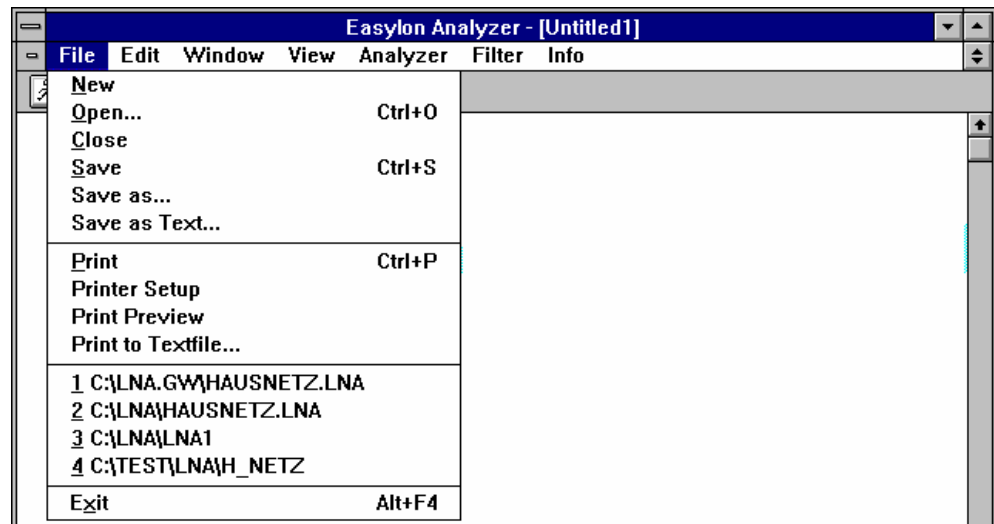 Easylon Analyzer - [Untitled1]
File Edit Window View Analyzer Filter Info
New
Open... Ctrl+O
Close
Save Ctrl+S
Save as...
Save as Text...
Print Ctrl+P
Printer Setup
Print Preview
Print to Textfile...
1 C:\LNA.GW\HAUSNETZ.LNA
2 C:\LNA\HAUSNETZ.LNA
3 C:\LNA\LNA1
4 C:\TEST\LNA\H_NETZ
Exit Alt+F4